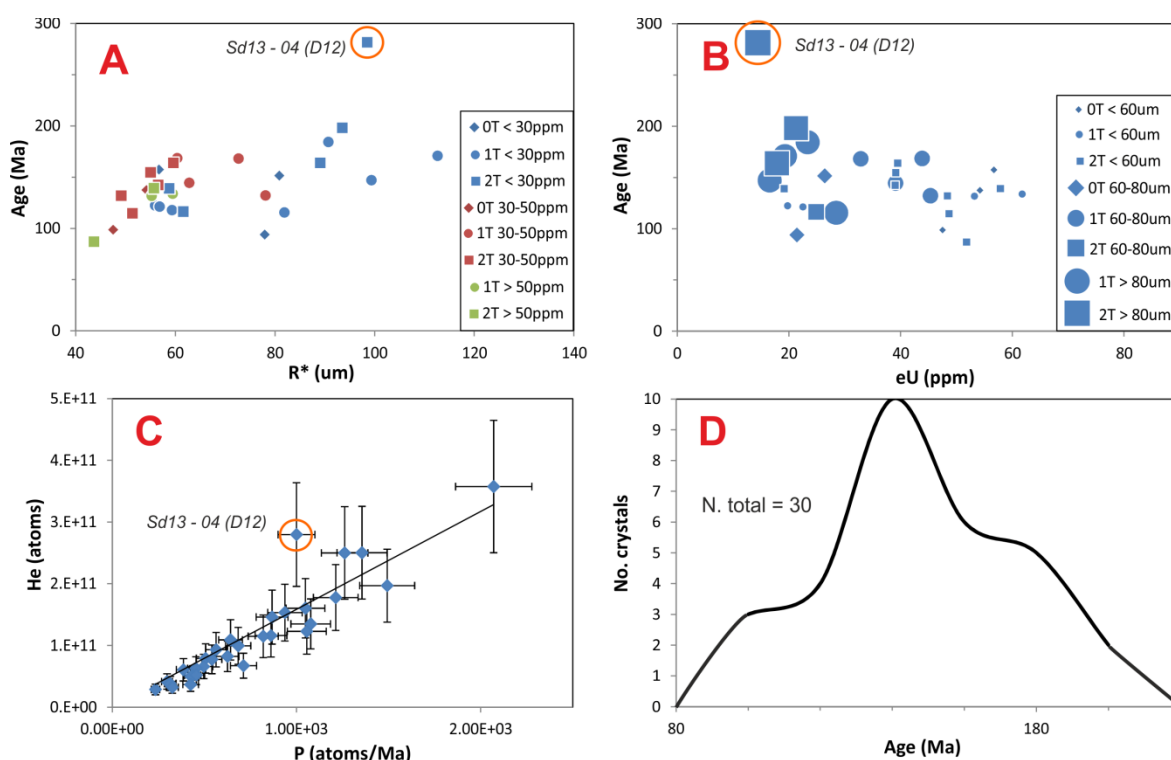 A
Sd13 - 04 (D12)
300
200
100
0
Age (Ma)
40
60
80
100
120
140
R* (um)
0T < 30ppm
1T < 30ppm
2T < 30ppm
0T 30-50ppm
1T 30-50ppm
2T 30-50ppm
1T > 50ppm
2T > 50ppm
B
Sd13 - 04 (D12)
300
200
100
0
Age (Ma)
0
20
40
60
80
eU (ppm)
0T < 60um
1T < 60um
2T < 60um
0T 60-80um
1T 60-80um
2T 60-80um
1T > 80um
2T > 80um
C
Sd13 - 04 (D12)
5.E+11
4.E+11
3.E+11
2.E+11
1.E+11
0.E+00
He (atoms)
0.00E+00
1.00E+03
2.00E+03
P (atoms/Ma)
D
N. total = 30
10
9
8
7
6
5
4
3
2
1
0
No. crystals
80
180
Age (Ma)